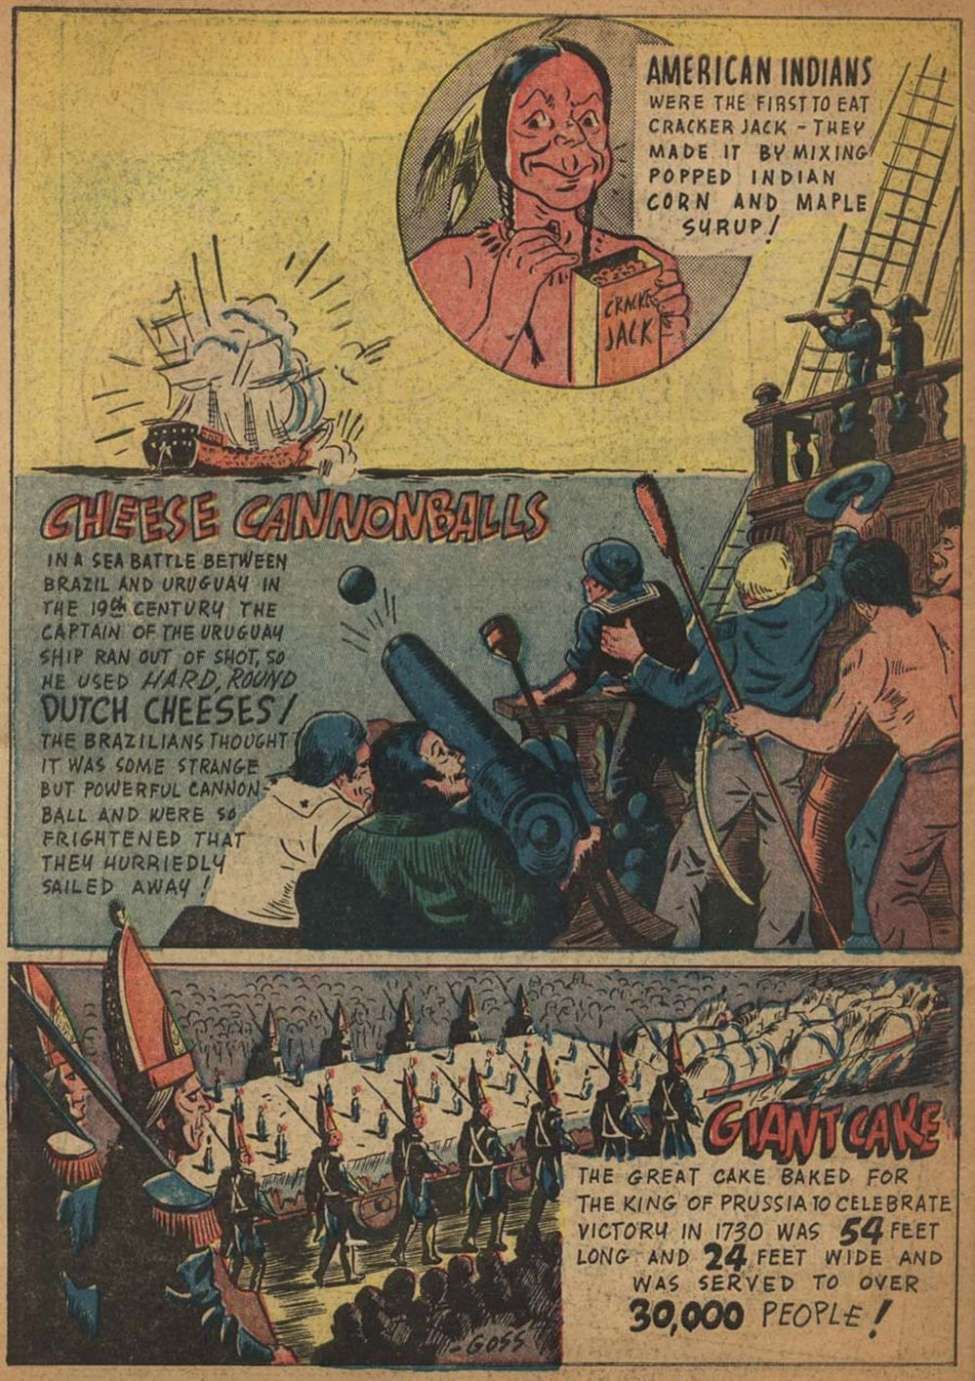 AMERICAN INDIANS
WERE THE FIRST TO EAT
CRACKER JACK - THEY
MADE IT BY MIXING
POPPED INDIAN
CORN AND MAPLE
SYRUP!
CRACKE
JACK
CHEESE CANNONBALLS
IN A SEA BATTLE BETWEEN
BRAZIL AND URUGUAY IN
THE 19th CENTURY THE
CAPTAIN OF THE URUGUAY
SHIP RAN OUT OF SHOT, SO
HE USED HARD, ROUND
DUTCH CHEESES!
THE BRAZILIANS THOUGHT
IT WAS SOME STRANGE
BUT POWERFUL CANNON-
BALL AND WERE SO
FRIGHTENED THAT
THEY HURRIEDLY
SAILED AWAY!
GIANT CAKE
THE GREAT CAKE BAKED FOR
THE KING OF PRUSSIA TO CELEBRATE
VICTORY IN 1730 WAS 54 FEET
LONG AND 24 FEET WIDE AND
WAS SERVED TO OVER
30,000 PEOPLE!
-GOSS